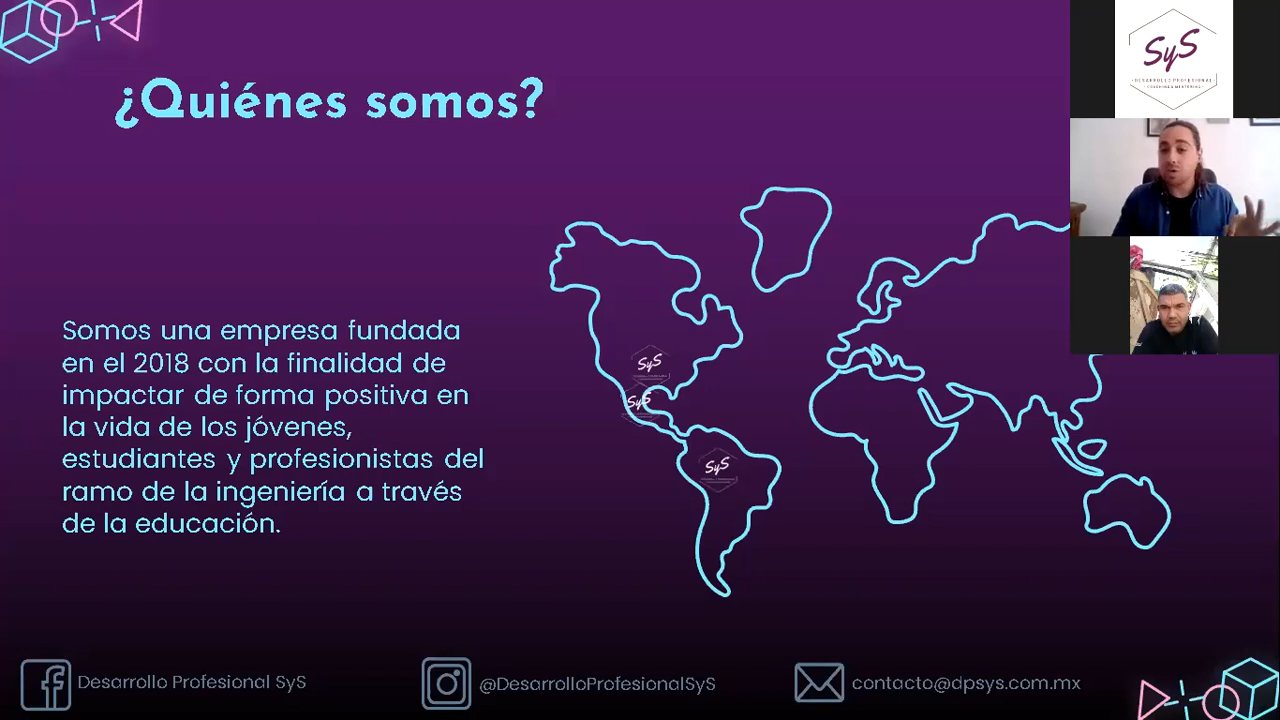 ¿Quiénes somos?
SyS
DESARROLLO PROFESIONAL
COACHING & MENTORING
Somos una empresa fundada
en el 2018 con la finalidad de
impactar de forma positiva en
la vida de los jóvenes,
estudiantes y profesionistas del
ramo de la ingeniería a través
de la educación.
SyS
SyS
SyS
Desarrollo Profesional SyS
@DesarrolloProfesionalSyS
contacto@dpsys.com.mx